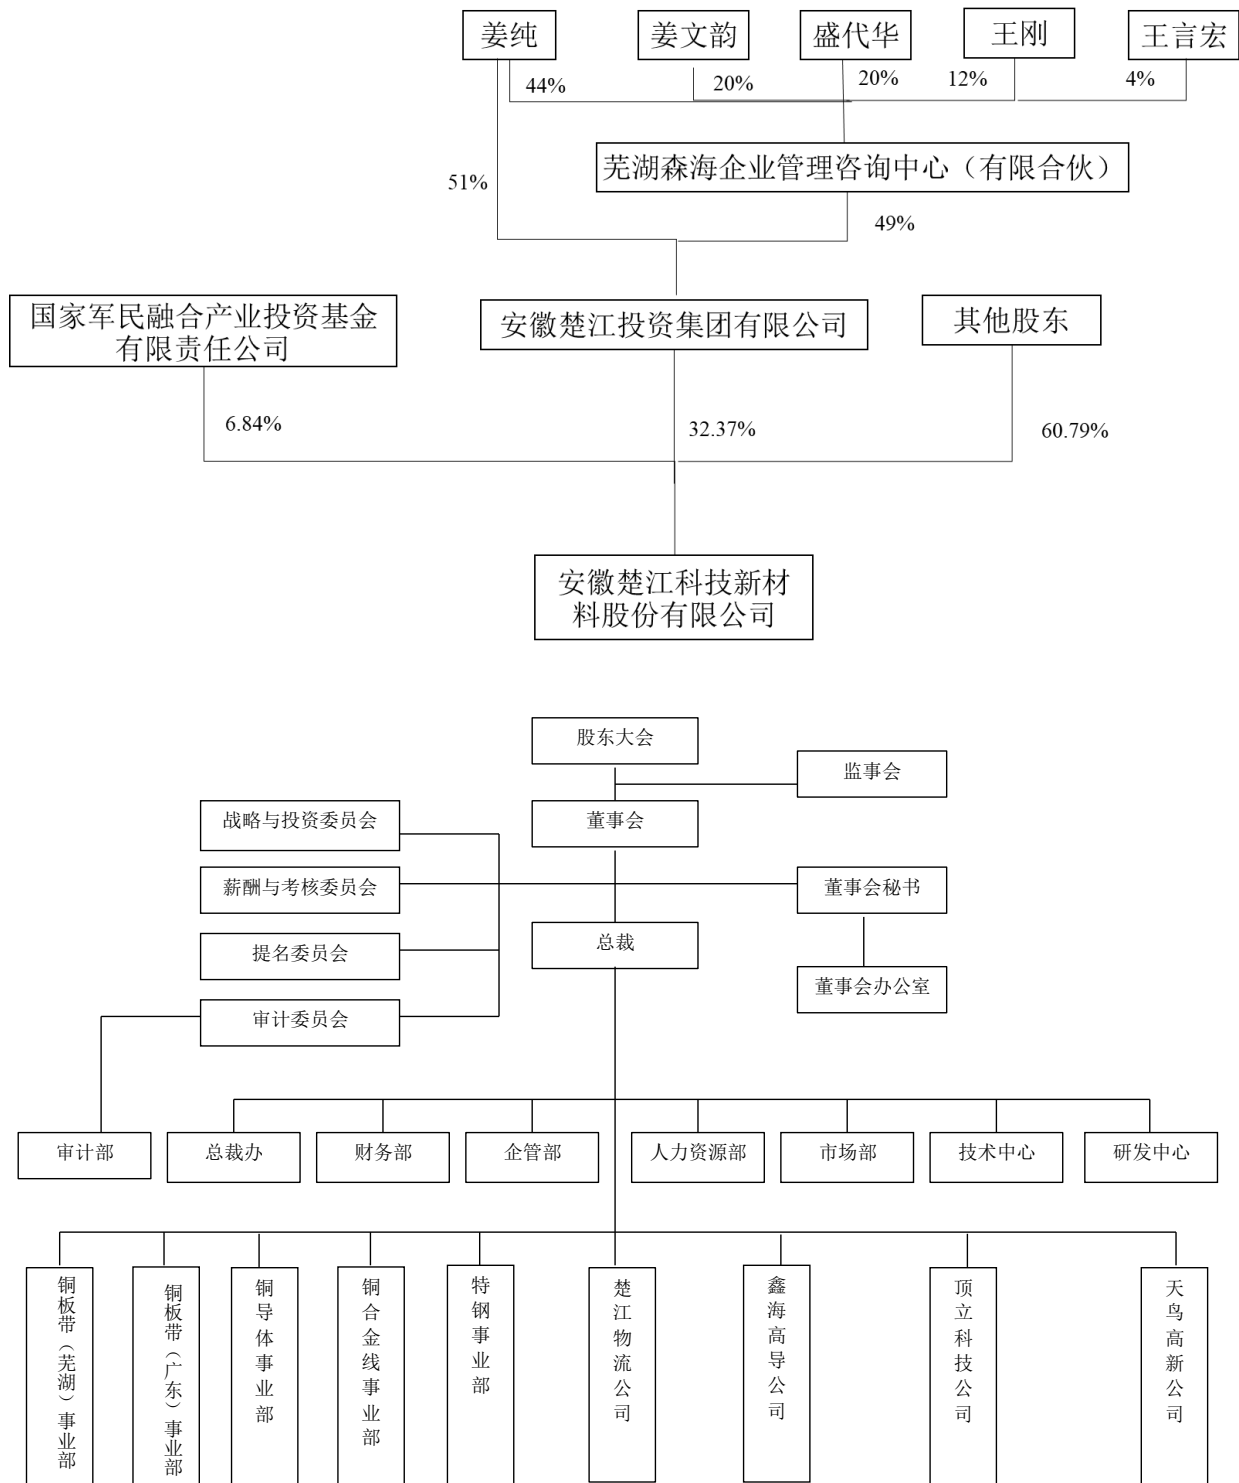 姜纯
姜文韵
盛代华
王刚
王言宏
44%
20%
20%
12%
4%
芜湖森海企业管理咨询中心（有限合伙）
51%
49%
国家军民融合产业投资基金
有限责任公司
安徽楚江投资集团有限公司
其他股东
6.84%
32.37%
60.79%
安徽楚江科技新材
料股份有限公司
股东大会
监事会
战略与投资委员会
董事会
薪酬与考核委员会
董事会秘书
提名委员会
总裁
董事会办公室
审计委员会
审计部
总裁办
财务部
企管部
人力资源部
市场部
技术中心
研发中心
铜板带（芜湖）事业部
铜板带（广东）事业部
铜导体事业部
铜合金线事业部
特钢事业部
楚江物流公司
鑫海高导公司
顶立科技公司
天鸟高新公司